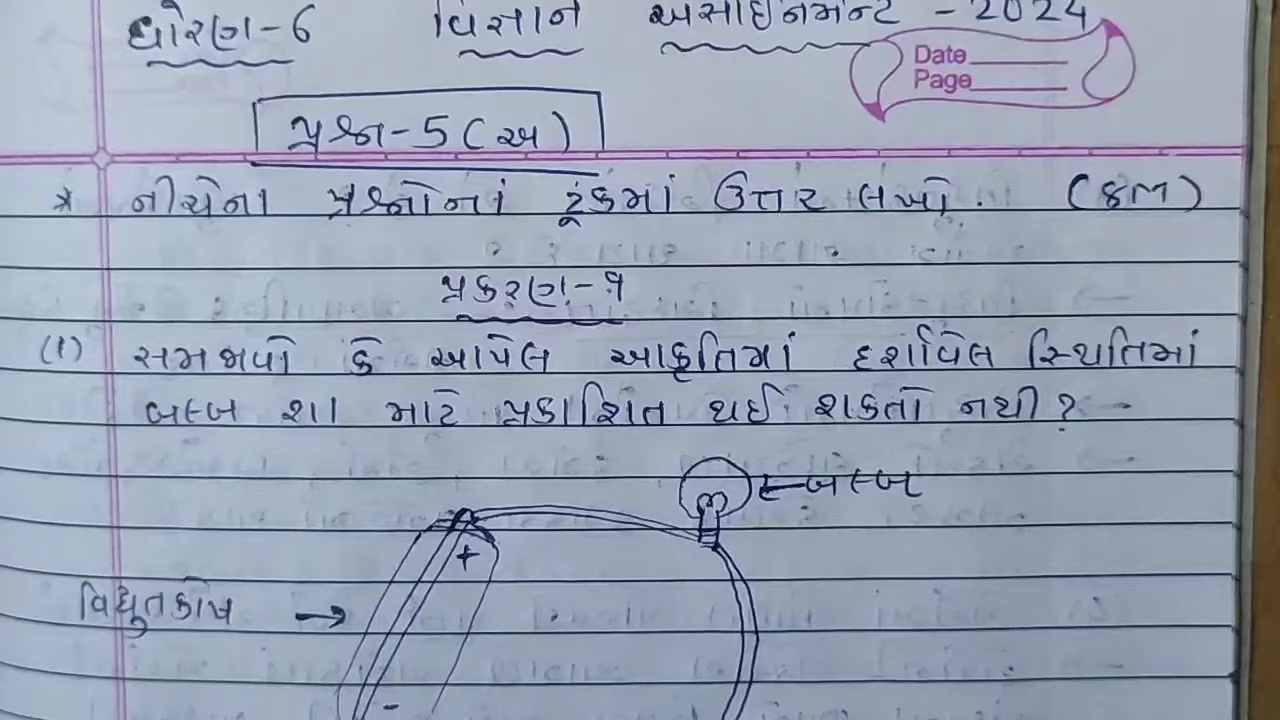 ધોરણ-6 વિજ્ઞાન અસાઇનમેન્ટ - 2024
Date
Page
પ્રશ્ન-5(અ)
* નીચેના પ્રશ્નોનાં ટૂંકમાં ઉત્તર લખો. (8M)
પ્રકરણ-૧
(1) સમજાવો કે આપેલ આકૃતિમાં દર્શાવેલ સ્થિતિમાં
બલ્બ શા માટે પ્રકાશિત થઈ શકતો નથી?
બલ્બ
+
વિદ્યુતકોષ →
-